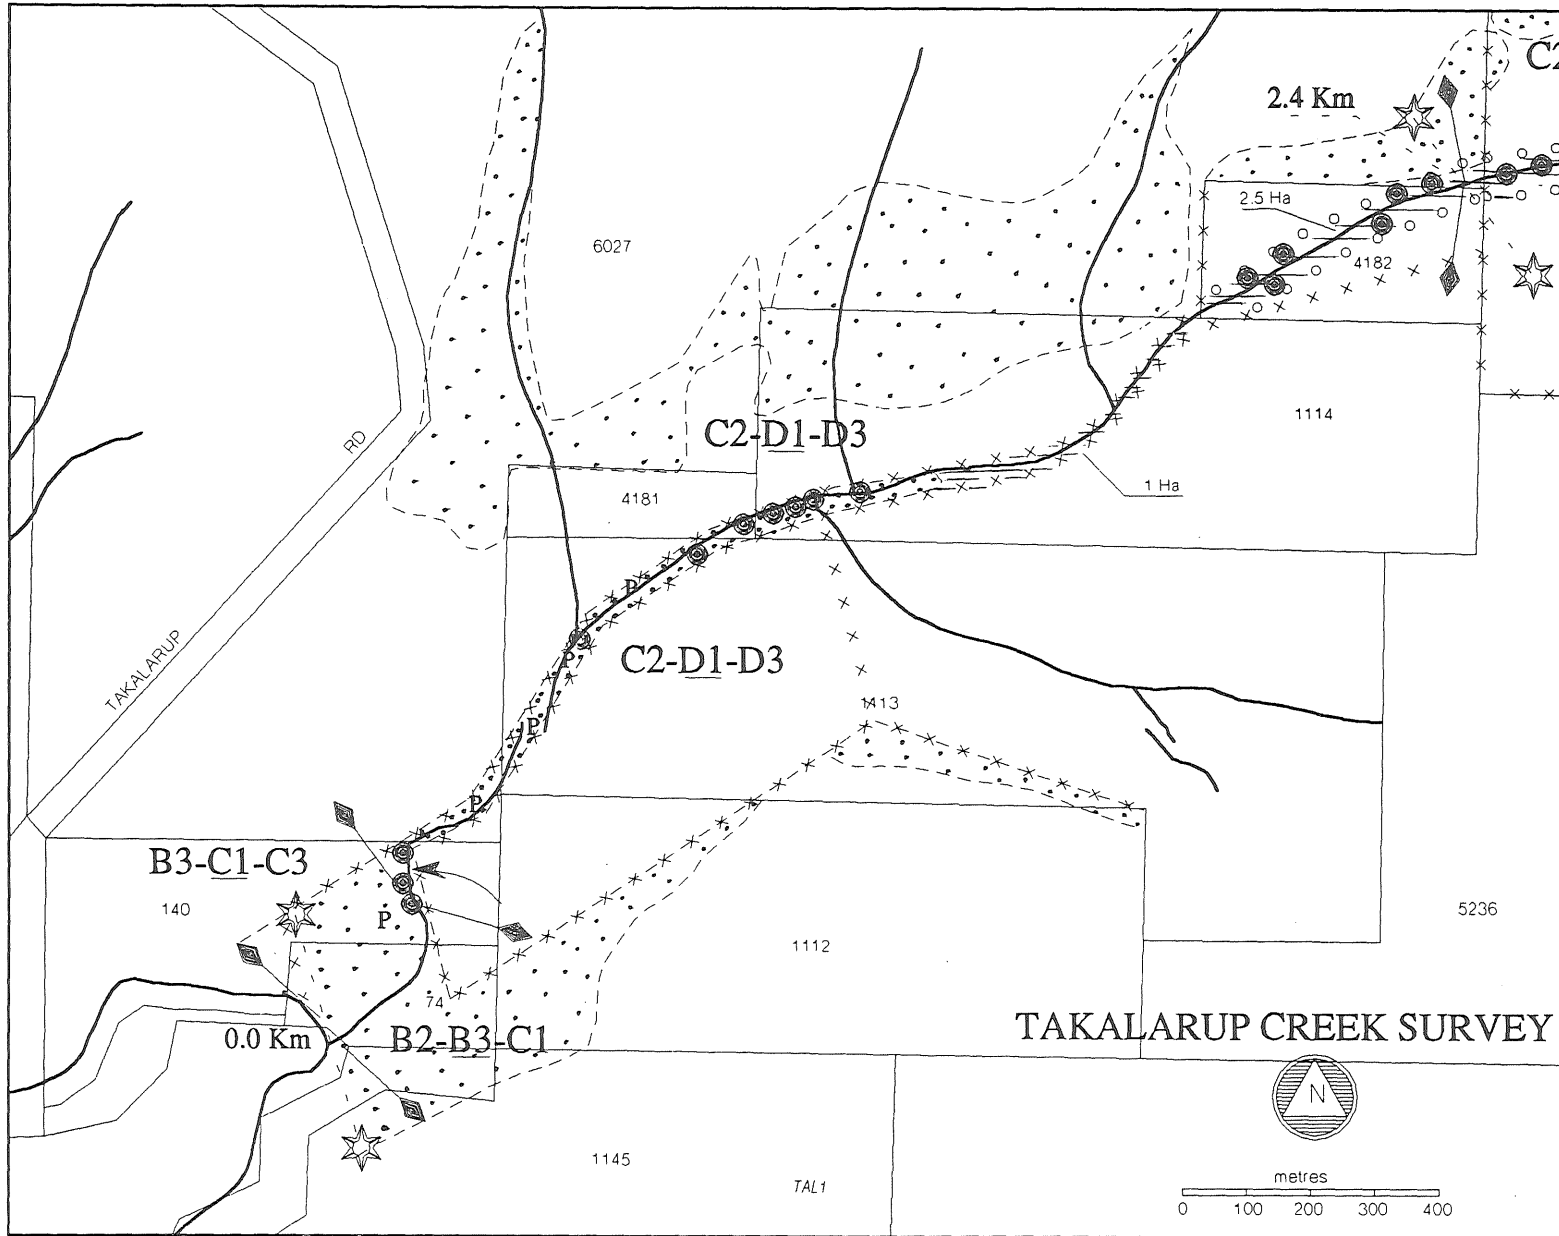 C2
2.4 Km
2.5 Ha
6027
4182
RD
C2-D1-D3
1114
4181
1 Ha
P
TAKALARUP
P
C2-D1-D3
1413
P
P
B3-C1-C3
140
P
5236
1112
74
0.0 Km
B2-B3-C1
TAKALARUP CREEK SURVEY
N
1145
TAL1
metres
0 100 200 300 400